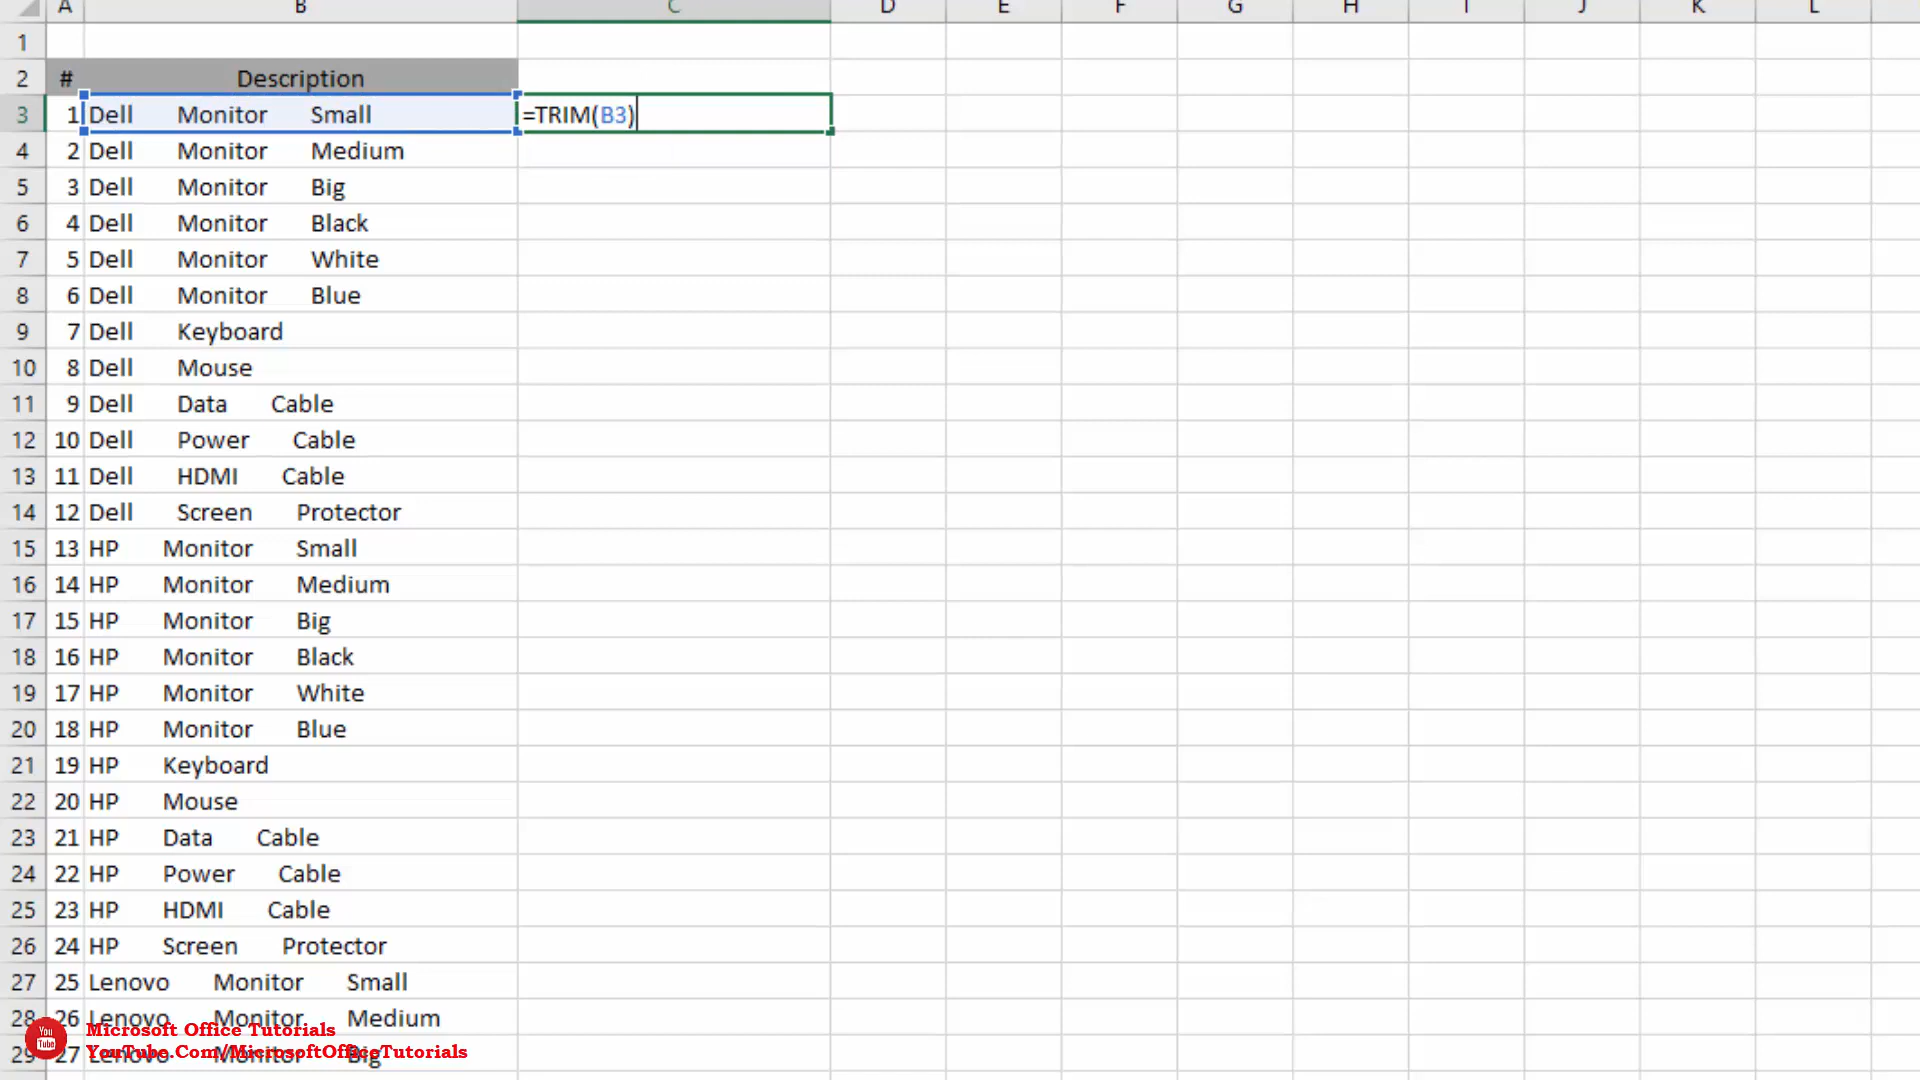 A B C D E F G H I J K L
1
2 # Description
3 1 Dell Monitor Small =TRIM(B3)
4 2 Dell Monitor Medium
5 3 Dell Monitor Big
6 4 Dell Monitor Black
7 5 Dell Monitor White
8 6 Dell Monitor Blue
9 7 Dell Keyboard
10 8 Dell Mouse
11 9 Dell Data Cable
12 10 Dell Power Cable
13 11 Dell HDMI Cable
14 12 Dell Screen Protector
15 13 HP Monitor Small
16 14 HP Monitor Medium
17 15 HP Monitor Big
18 16 HP Monitor Black
19 17 HP Monitor White
20 18 HP Monitor Blue
21 19 HP Keyboard
22 20 HP Mouse
23 21 HP Data Cable
24 22 HP Power Cable
25 23 HP HDMI Cable
26 24 HP Screen Protector
27 25 Lenovo Monitor Small
28 26 Lenovo Monitor Medium
29 27 Lenovo Monitor Big
You Tube
Microsoft Office Tutorials
YouTube.Com/MicrosoftOfficeTutorials